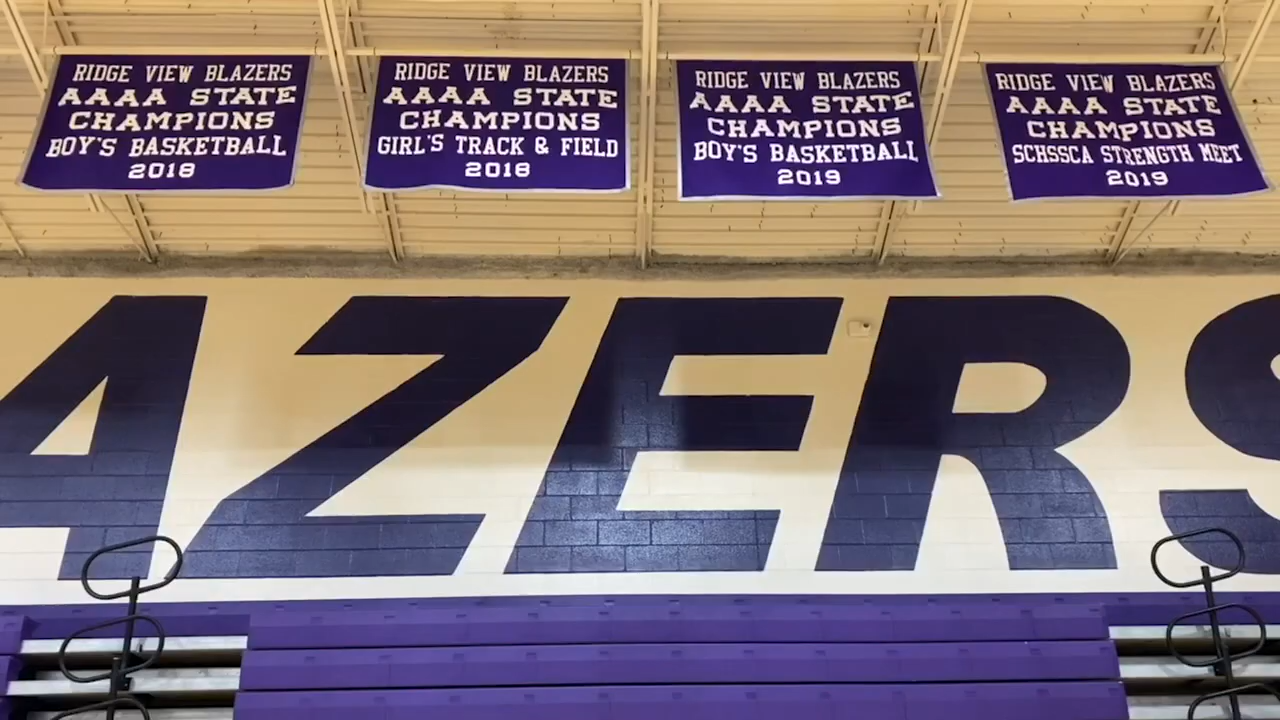 RIDGE VIEW BLAZERS
AAAA STATE
CHAMPIONS
BOY'S BASKETBALL
2018
RIDGE VIEW BLAZERS
AAAA STATE
CHAMPIONS
GIRL'S TRACK & FIELD
2018
RIDGE VIEW BLAZERS
AAAA STATE
CHAMPIONS
BOY'S BASKETBALL
2019
RIDGE VIEW BLAZERS
AAAA STATE
CHAMPIONS
SCHSSCA STRENGTH MEET
2019
AZERS